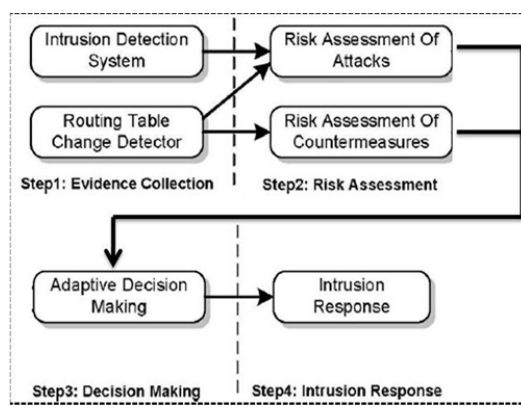 Intrusion Detection
System
Risk Assessment Of
Attacks
Routing Table
Change Detector
Risk Assessment Of
Countermeasures
Step1: Evidence Collection
Step2: Risk Assessment
Adaptive Decision
Making
Intrusion
Response
Step3: Decision Making
Step4: Intrusion Response